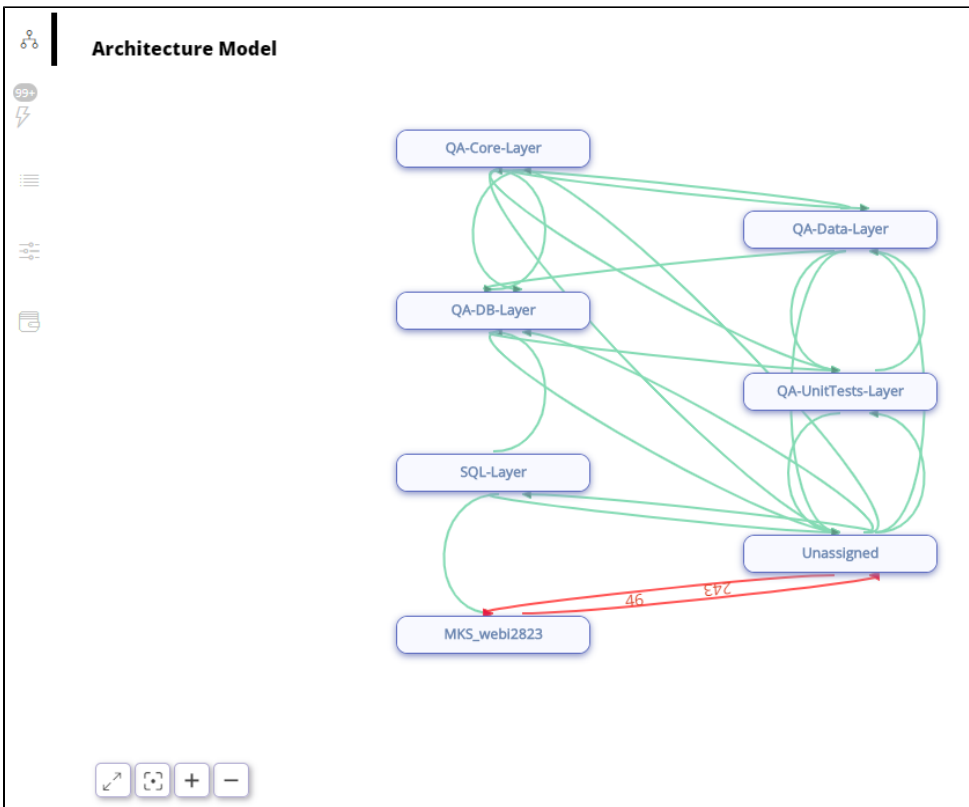 Architecture Model
99+
QA-Core-Layer
QA-Data-Layer
QA-DB-Layer
QA-UnitTests-Layer
SQL-Layer
Unassigned
243
46
MKS_webi2823